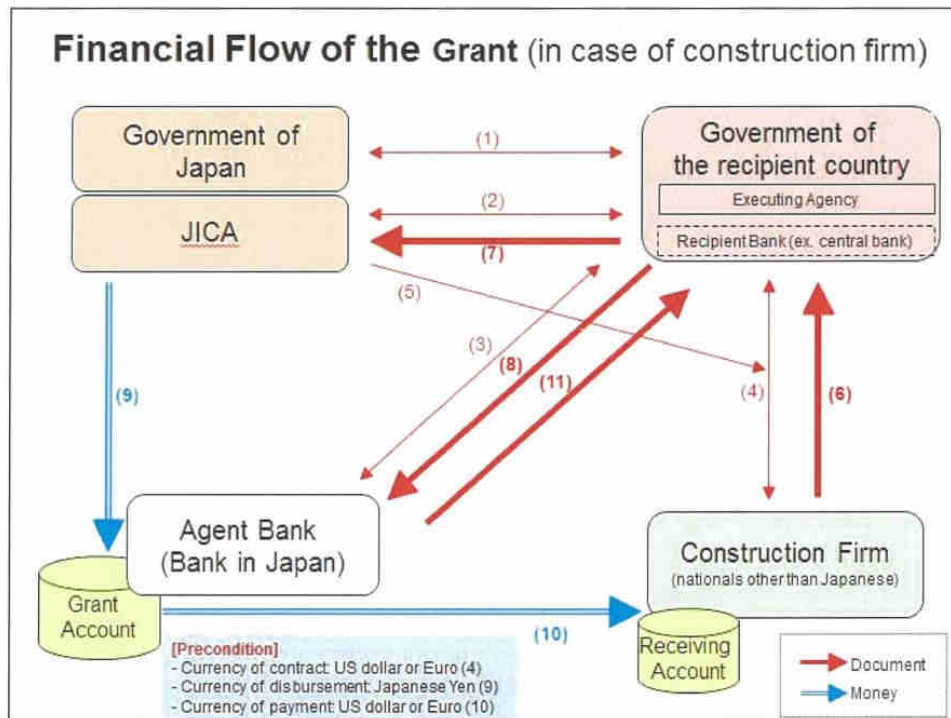 Financial Flow of the Grant (in case of construction firm)
Government of
Japan
JICA
Government of
the recipient country
Executing Agency
Recipient Bank (ex. central bank)
(1)
(2)
(7)
(5)
(3)
(8)
(11)
(4)
(6)
(9)
Agent Bank
(Bank in Japan)
Construction Firm
(nationals other than Japanese)
Grant
Account
(10)
Receiving
Account
[Precondition]
- Currency of contract: US dollar or Euro (4)
- Currency of disbursement: Japanese Yen (9)
- Currency of payment: US dollar or Euro (10)
Document
Money